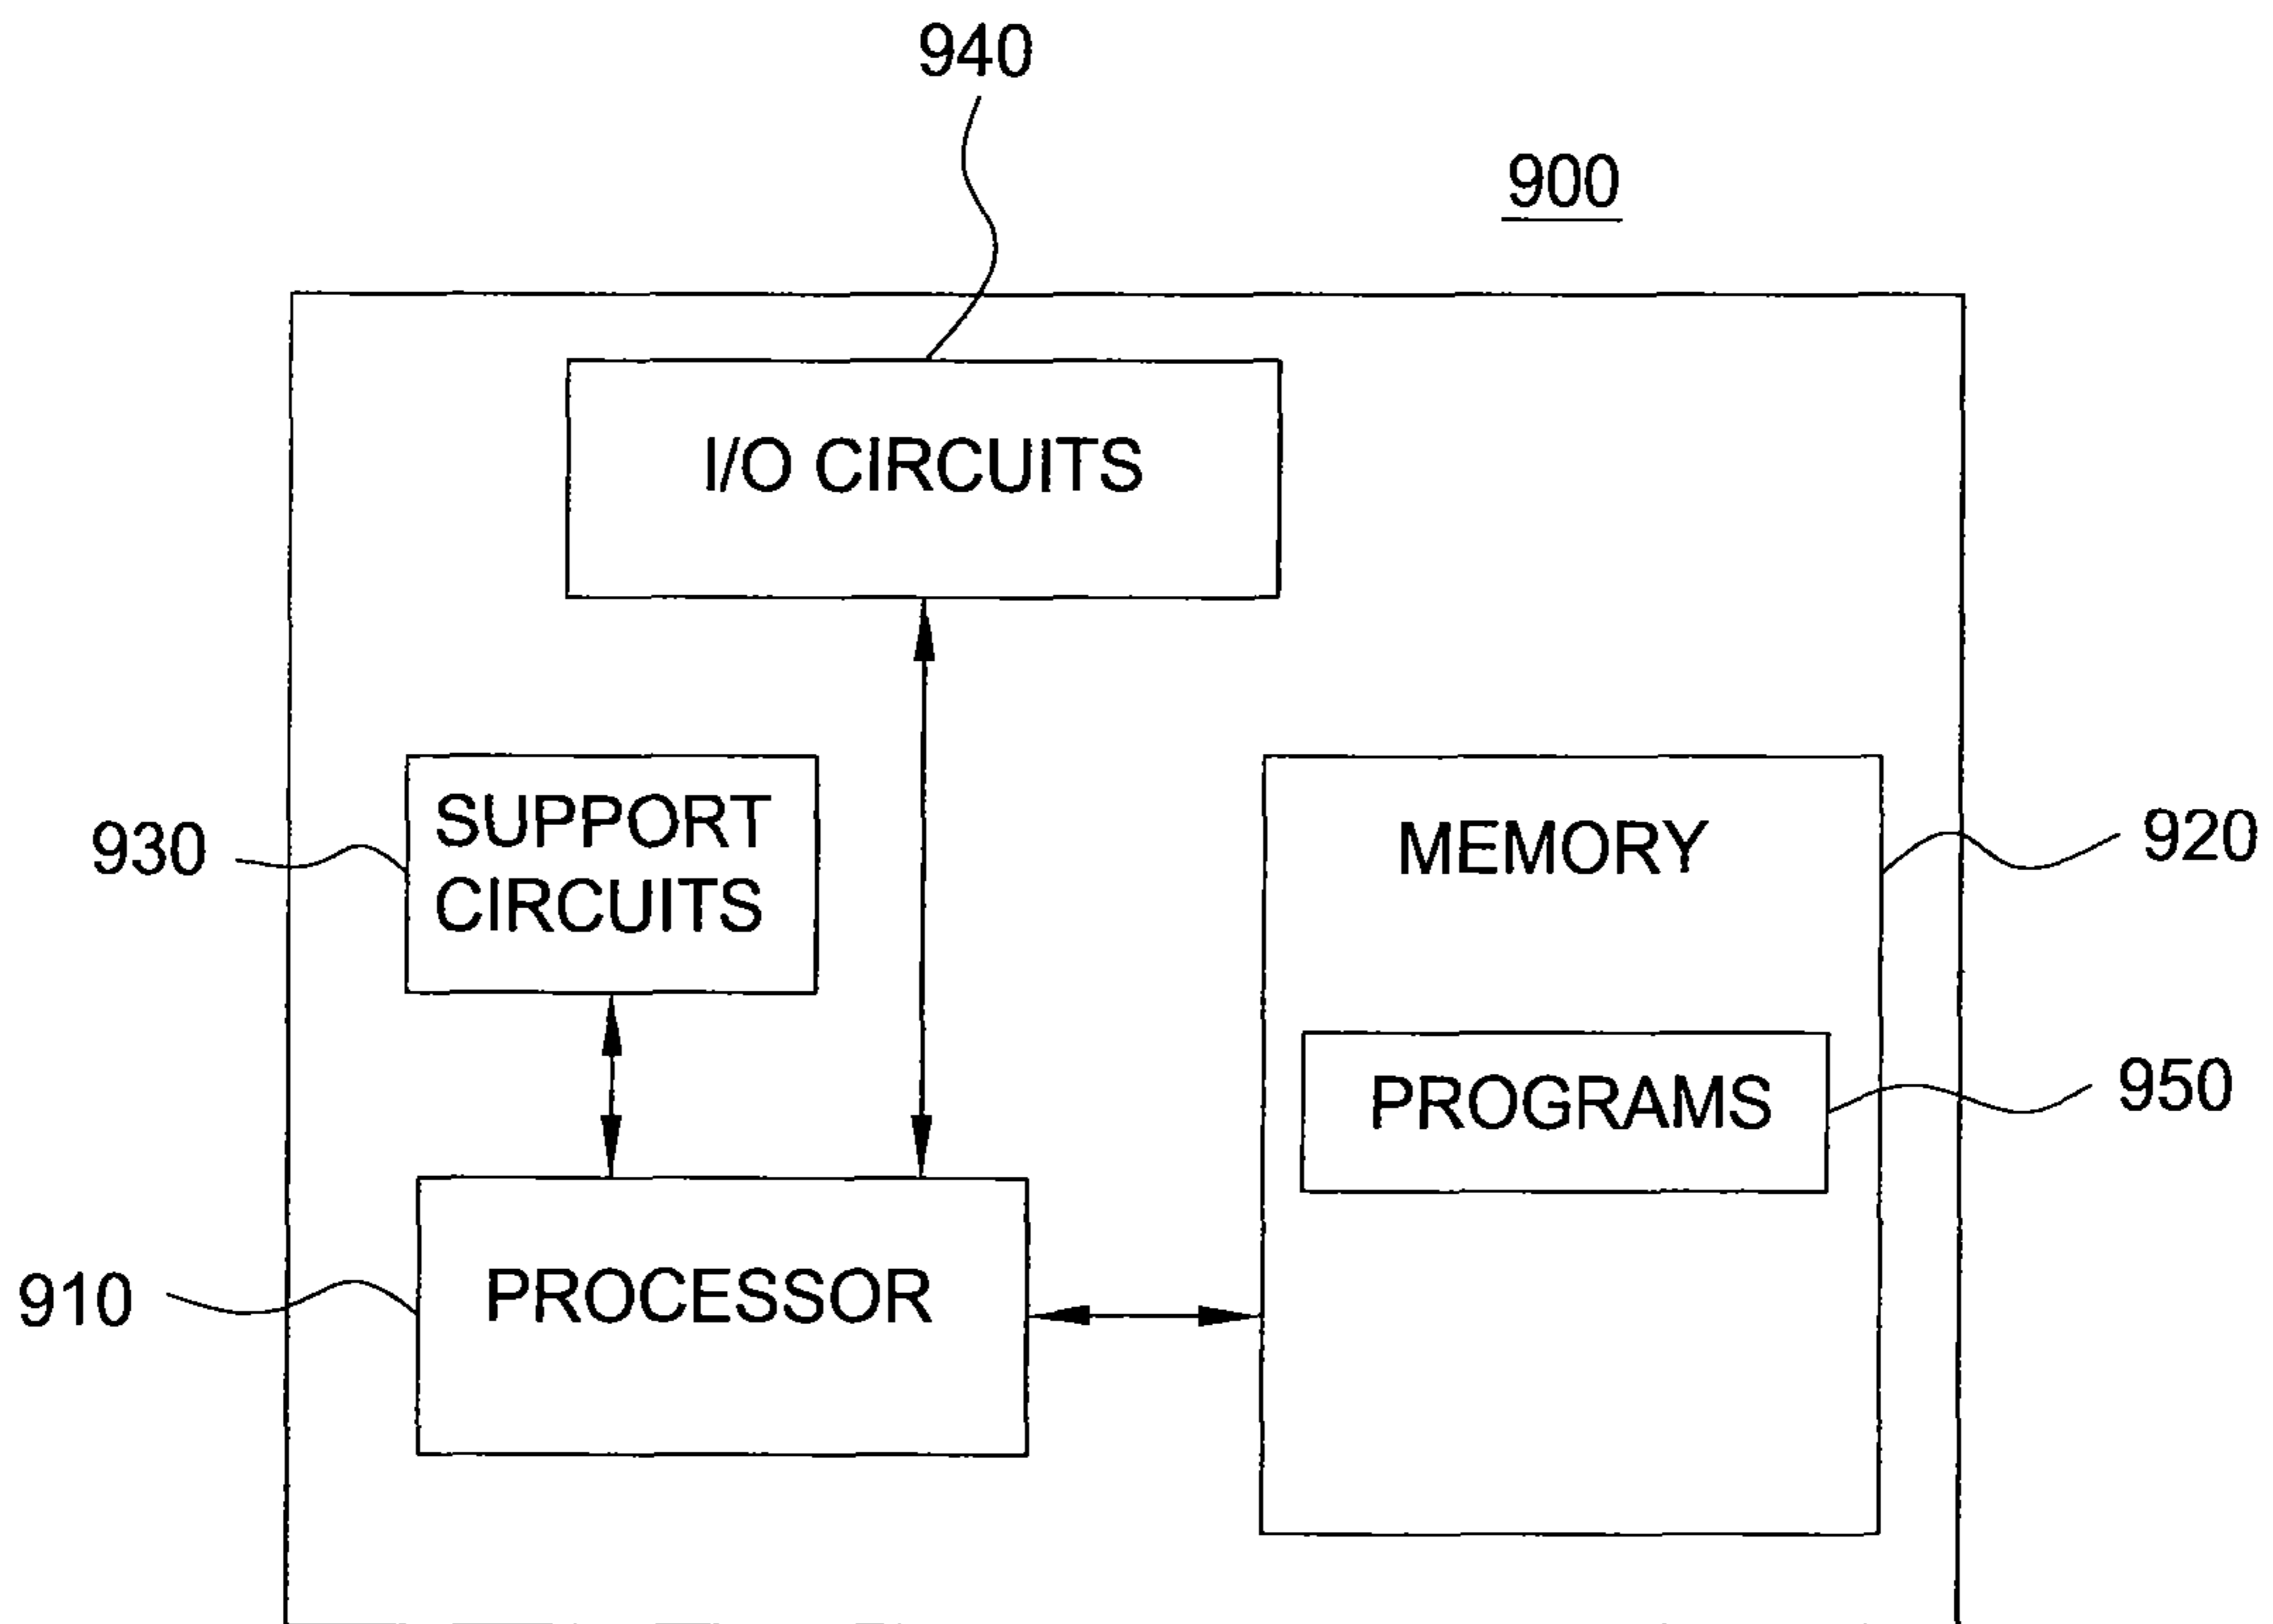 940
900
I/O CIRCUITS
930
SUPPORT
CIRCUITS
MEMORY
920
PROGRAMS
950
910
PROCESSOR